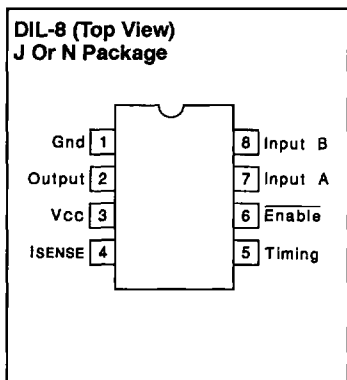 DIL-8 (Top View)
J Or N Package
Gnd 1
Output 2
Vcc 3
ISENSE 4
8 Input B
7 Input A
6 Enable
5 Timing